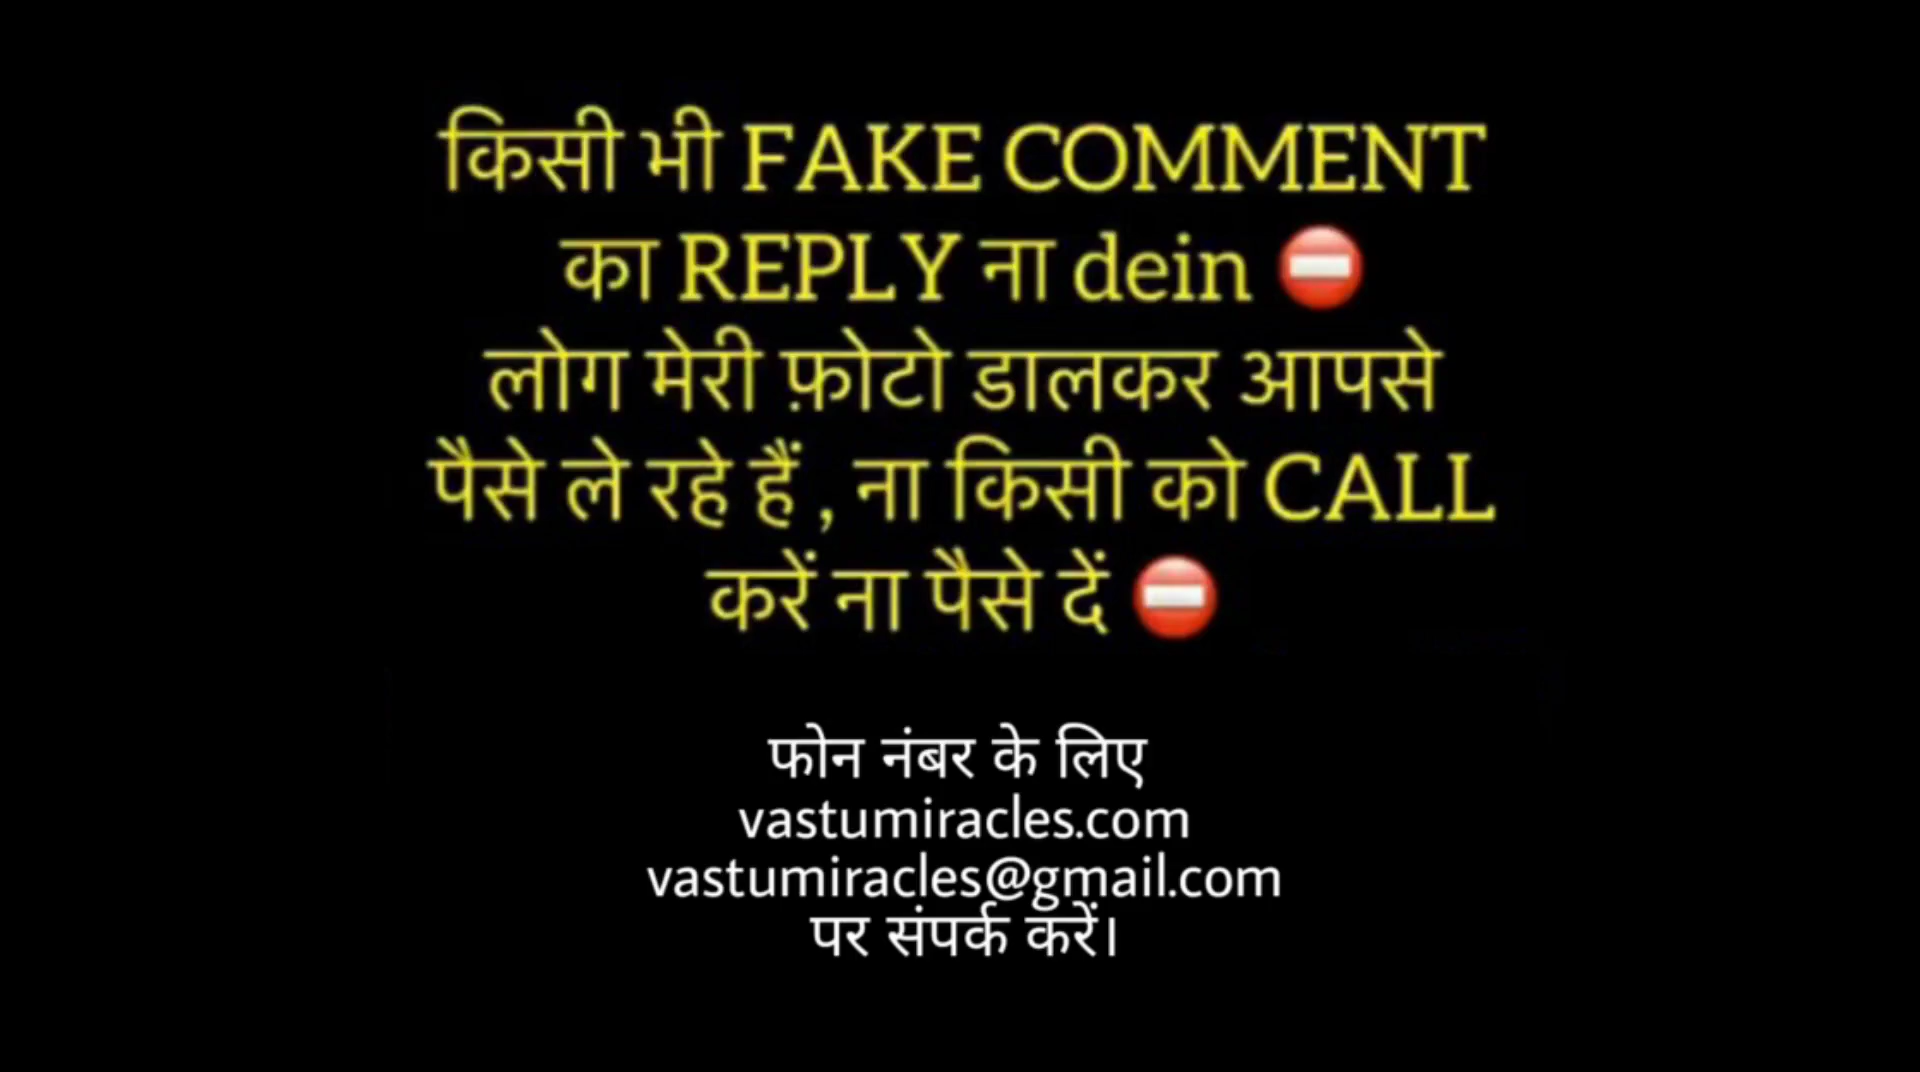 किसी भी FAKE COMMENT
का REPLY ना dein ⛔
लोग मेरी फ़ोटो डालकर आपसे
पैसे ले रहे हैं , ना किसी को CALL
करें ना पैसे दें ⛔
फोन नंबर के लिए
vastumiracles.com
vastumiracles@gmail.com
पर संपर्क करें।